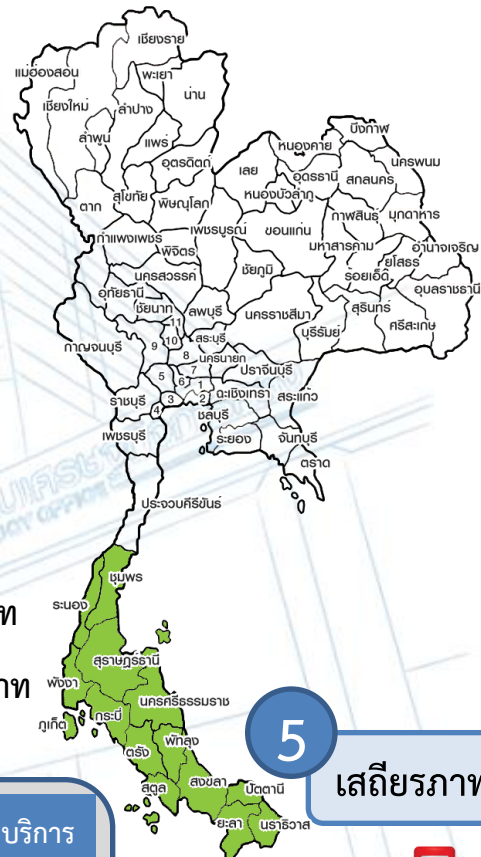 เชียงราย
แม่ฮ่องสอน
พะเยา
เชียงใหม่
ลำปาง
น่าน
ลำพูน
แพร่
อุตรดิตถ์
ตาก
สุโขทัย
พิษณุโลก
กำแพงเพชร
พิจิตร
เพชรบูรณ์
นครสวรรค์
อุทัยธานี
ชัยนาท
ลพบุรี
บึงกาฬ
หนองคาย
เลย
อุดรธานี
นครพนม
สกลนคร
หนองบัวลำภู
กาฬสินธุ์
มุกดาหาร
ขอนแก่น
มหาสารคาม
อำนาจเจริญ
ยโสธร
ร้อยเอ็ด
ชัยภูมิ
อุบลราชธานี
นครราชสีมา
สุรินทร์
บุรีรัมย์
ศรีสะเกษ
11
10
สระบุรี
9
กาญจนบุรี
8
นครนายก
7
ปราจีนบุรี
5
6
1
ฉะเชิงเทรา
สระแก้ว
ราชบุรี
3
2
4
ชลบุรี
เพชรบุรี
ระยอง
จันทบุรี
ตราด
ประจวบคีรีขันธ์
ชุมพร
ระนอง
สุราษฎร์ธานี
พังงา
นครศรีธรรมราช
ภูเก็ต
กระบี่
ตรัง
พัทลุง
สตูล
สงขลา
ปัตตานี
ยะลา
นราธิวาส
5
เสถียรภาพ
บริการ